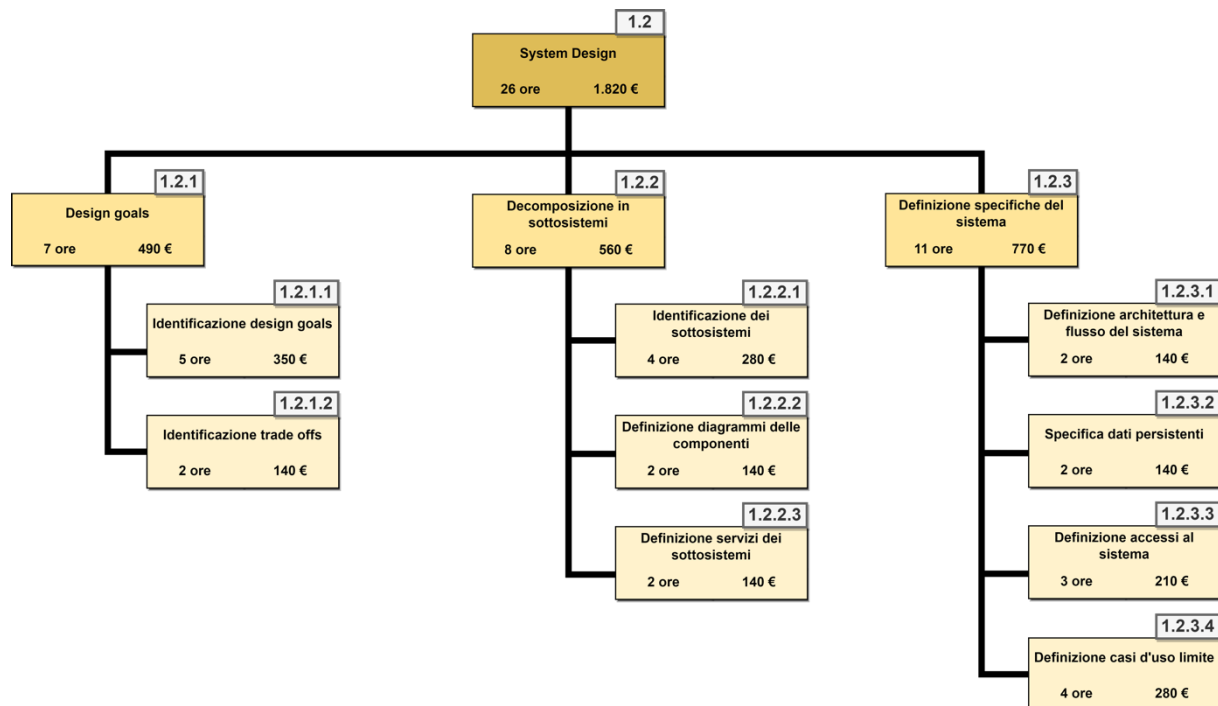 1.2
System Design
26 ore 1.820 €
1.2.1
Design goals
7 ore 490 €
1.2.1.1
Identificazione design goals
5 ore 350 €
1.2.1.2
Identificazione trade offs
2 ore 140 €
1.2.2
Decomposizione in
sottosistemi
8 ore 560 €
1.2.2.1
Identificazione dei
sottosistemi
4 ore 280 €
1.2.2.2
Definizione diagrammi delle
componenti
2 ore 140 €
1.2.2.3
Definizione servizi dei
sottosistemi
2 ore 140 €
1.2.3
Definizione specifiche del
sistema
11 ore 770 €
1.2.3.1
Definizione architettura e
flusso del sistema
2 ore 140 €
1.2.3.2
Specifica dati persistenti
2 ore 140 €
1.2.3.3
Definizione accessi al
sistema
3 ore 210 €
1.2.3.4
Definizione casi d'uso limite
4 ore 280 €